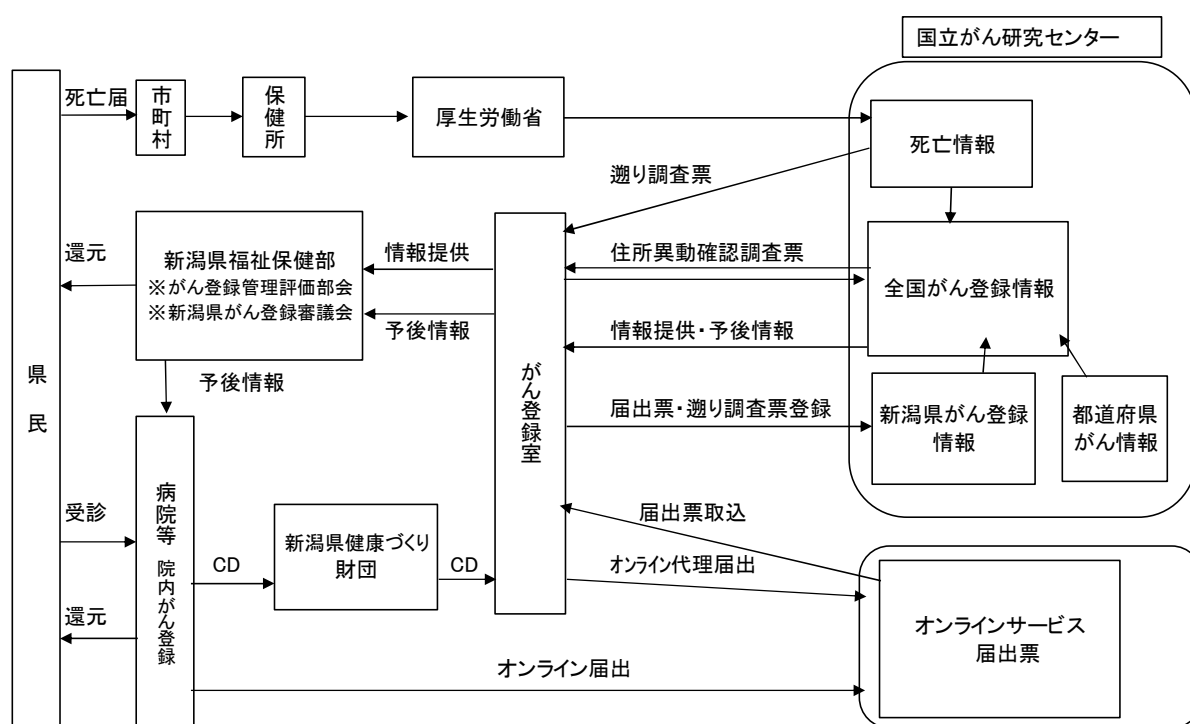 国立がん研究センター
死亡届
市町村
保健所
厚生労働省
死亡情報
遡り調査票
還元
新潟県福祉保健部
※がん登録管理評価部会
※新潟県がん登録審議会
情報提供
予後情報
住所異動確認調査票
全国がん登録情報
情報提供・予後情報
県民
予後情報
がん登録室
届出票・遡り調査票登録
新潟県がん登録
情報
都道府県
がん情報
受診
病院等 院内がん登録
CD
新潟県健康づくり
財団
CD
届出票取込
オンライン代理届出
還元
オンライン届出
オンラインサービス
届出票